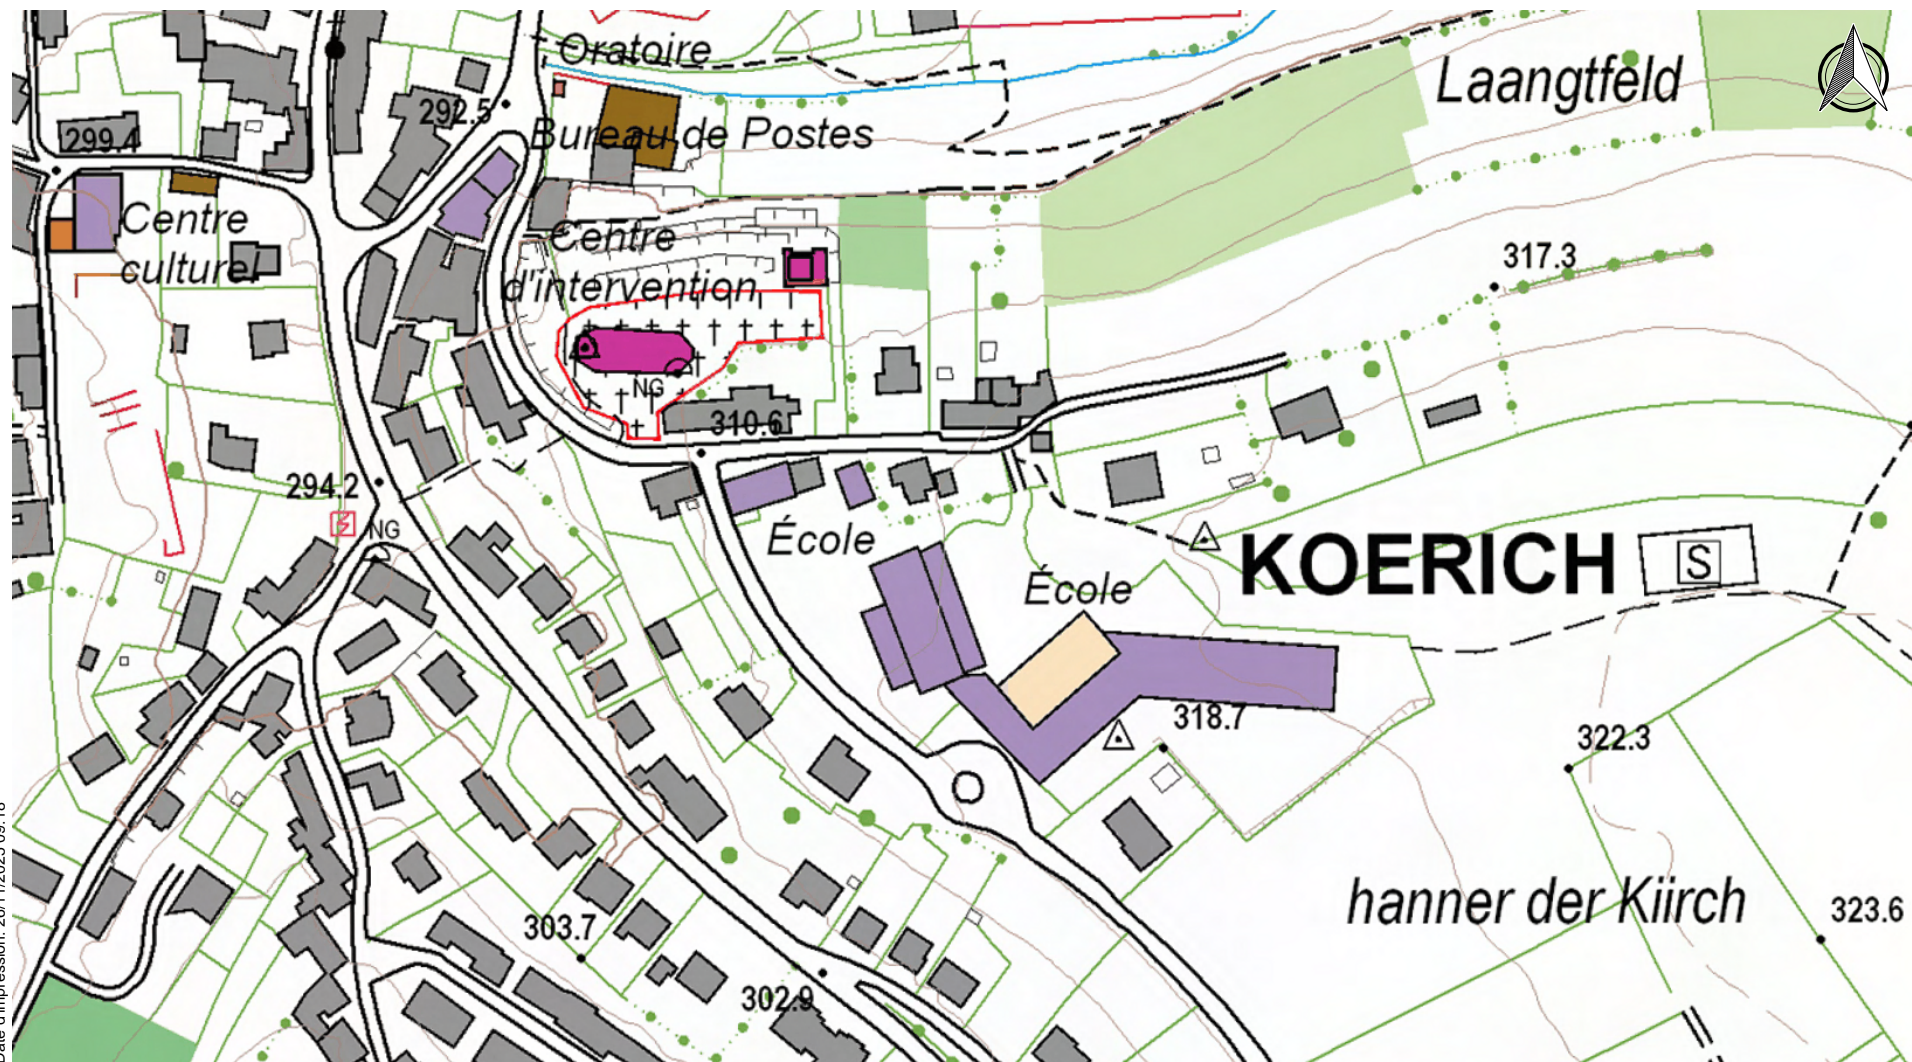 Oratoire
Laangtfeld
292.5
299.4
Bureau de Postes
Centre
culturel
Centre
d'intervention
317.3
NG
310.6
294.2
NG
École
École
KOERICH
S
318.7
322.3
hanner der Kiirch
323.6
303.7
302.9